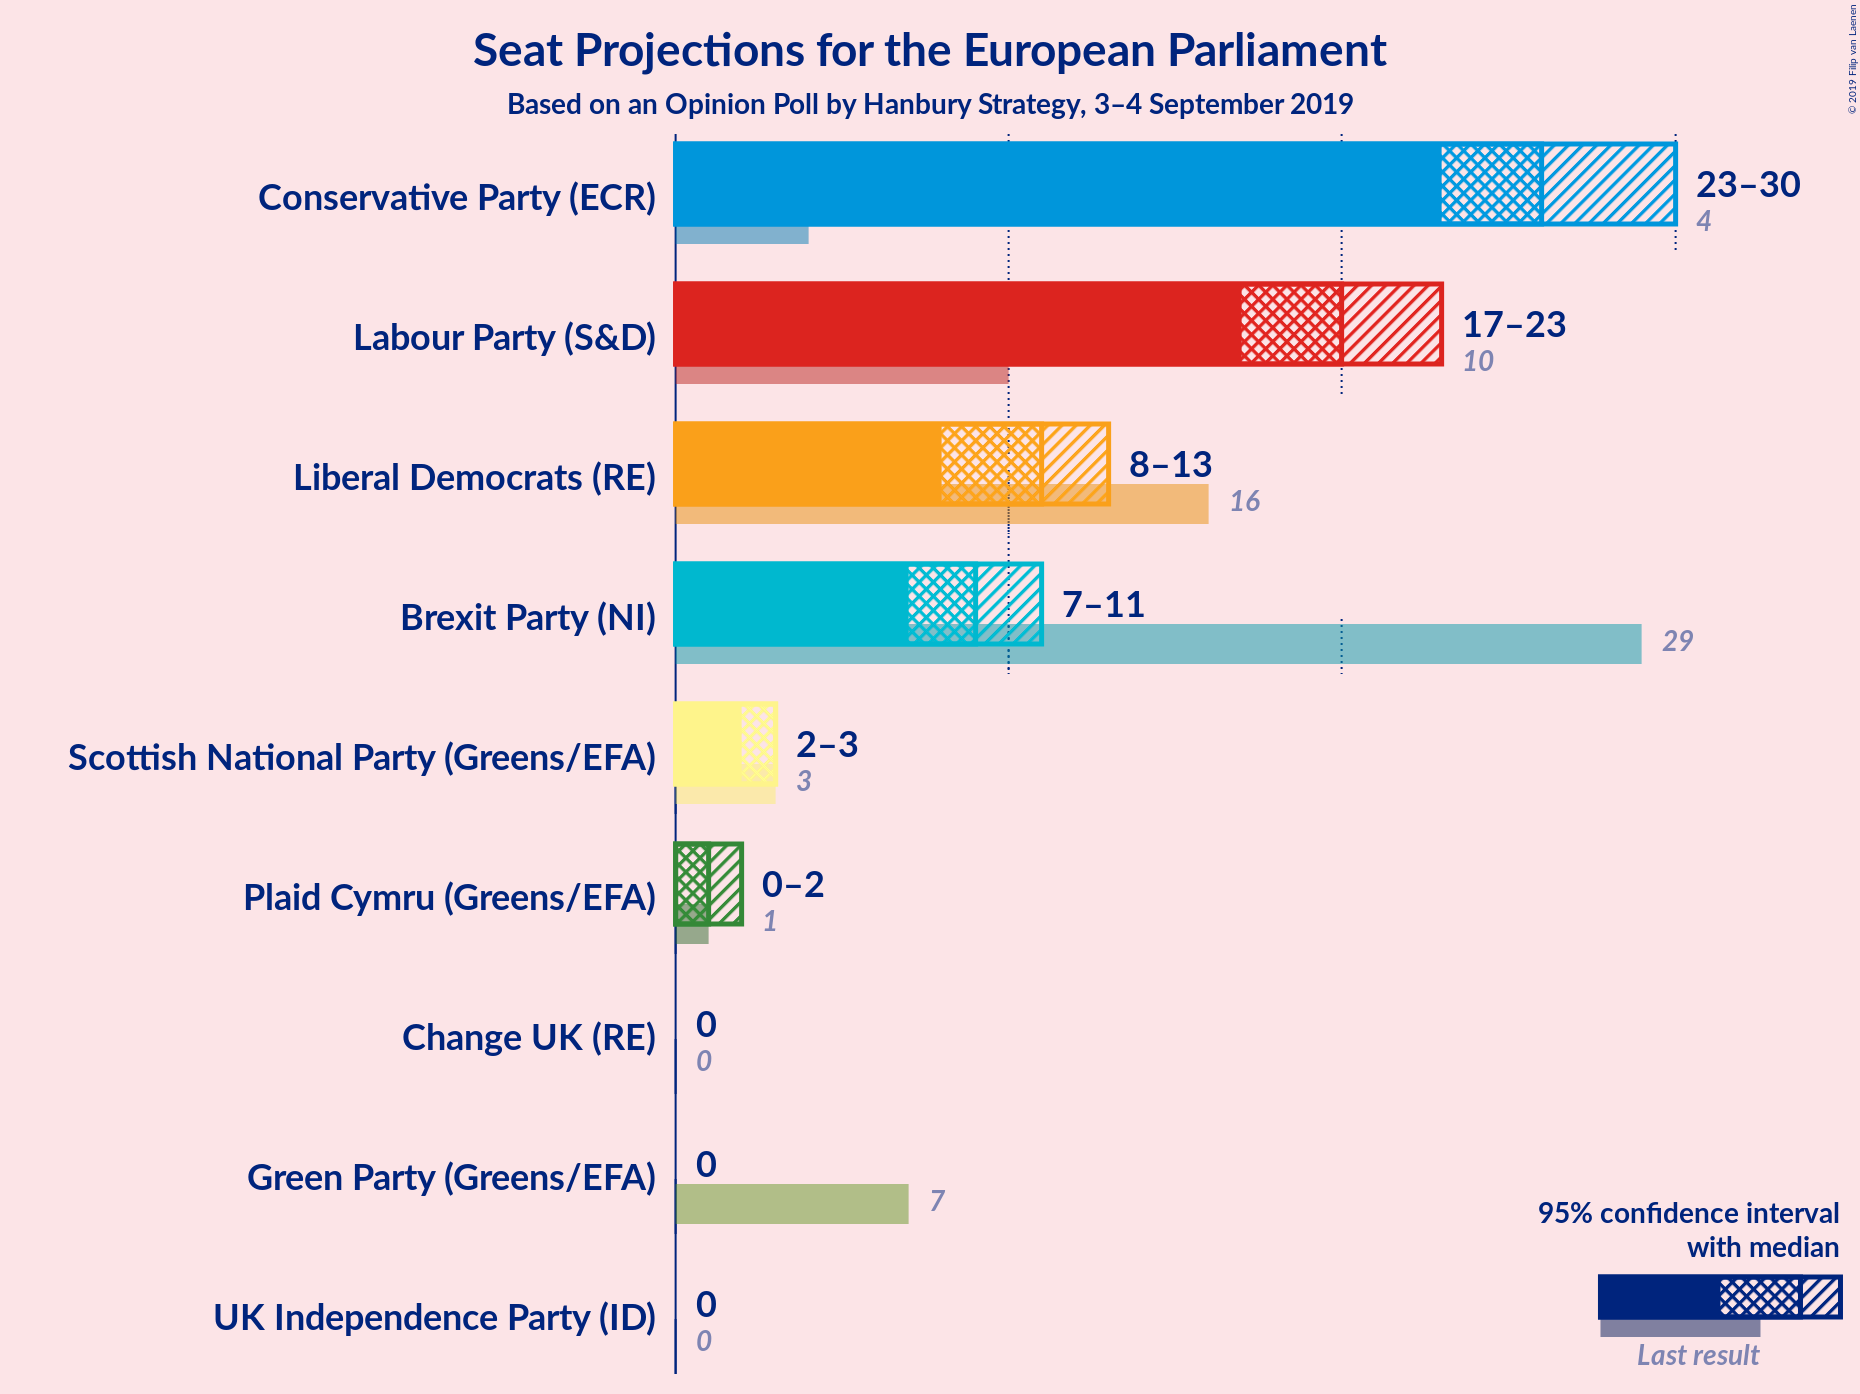 Seat Projections for the European Parliament
Based on an Opinion Poll by Hanbury Strategy, 3–4 September 2019
© 2019 Filip van Laenen
Conservative Party (ECR)
23–30
4
Labour Party (S&D)
17–23
10
Liberal Democrats (RE)
8–13
16
Brexit Party (NI)
7–11
29
Scottish National Party (Greens/EFA)
2–3
3
Plaid Cymru (Greens/EFA)
0–2
1
Change UK (RE)
0
0
Green Party (Greens/EFA)
0
7
UK Independence Party (ID)
0
0
95% confidence interval
with median
Last result